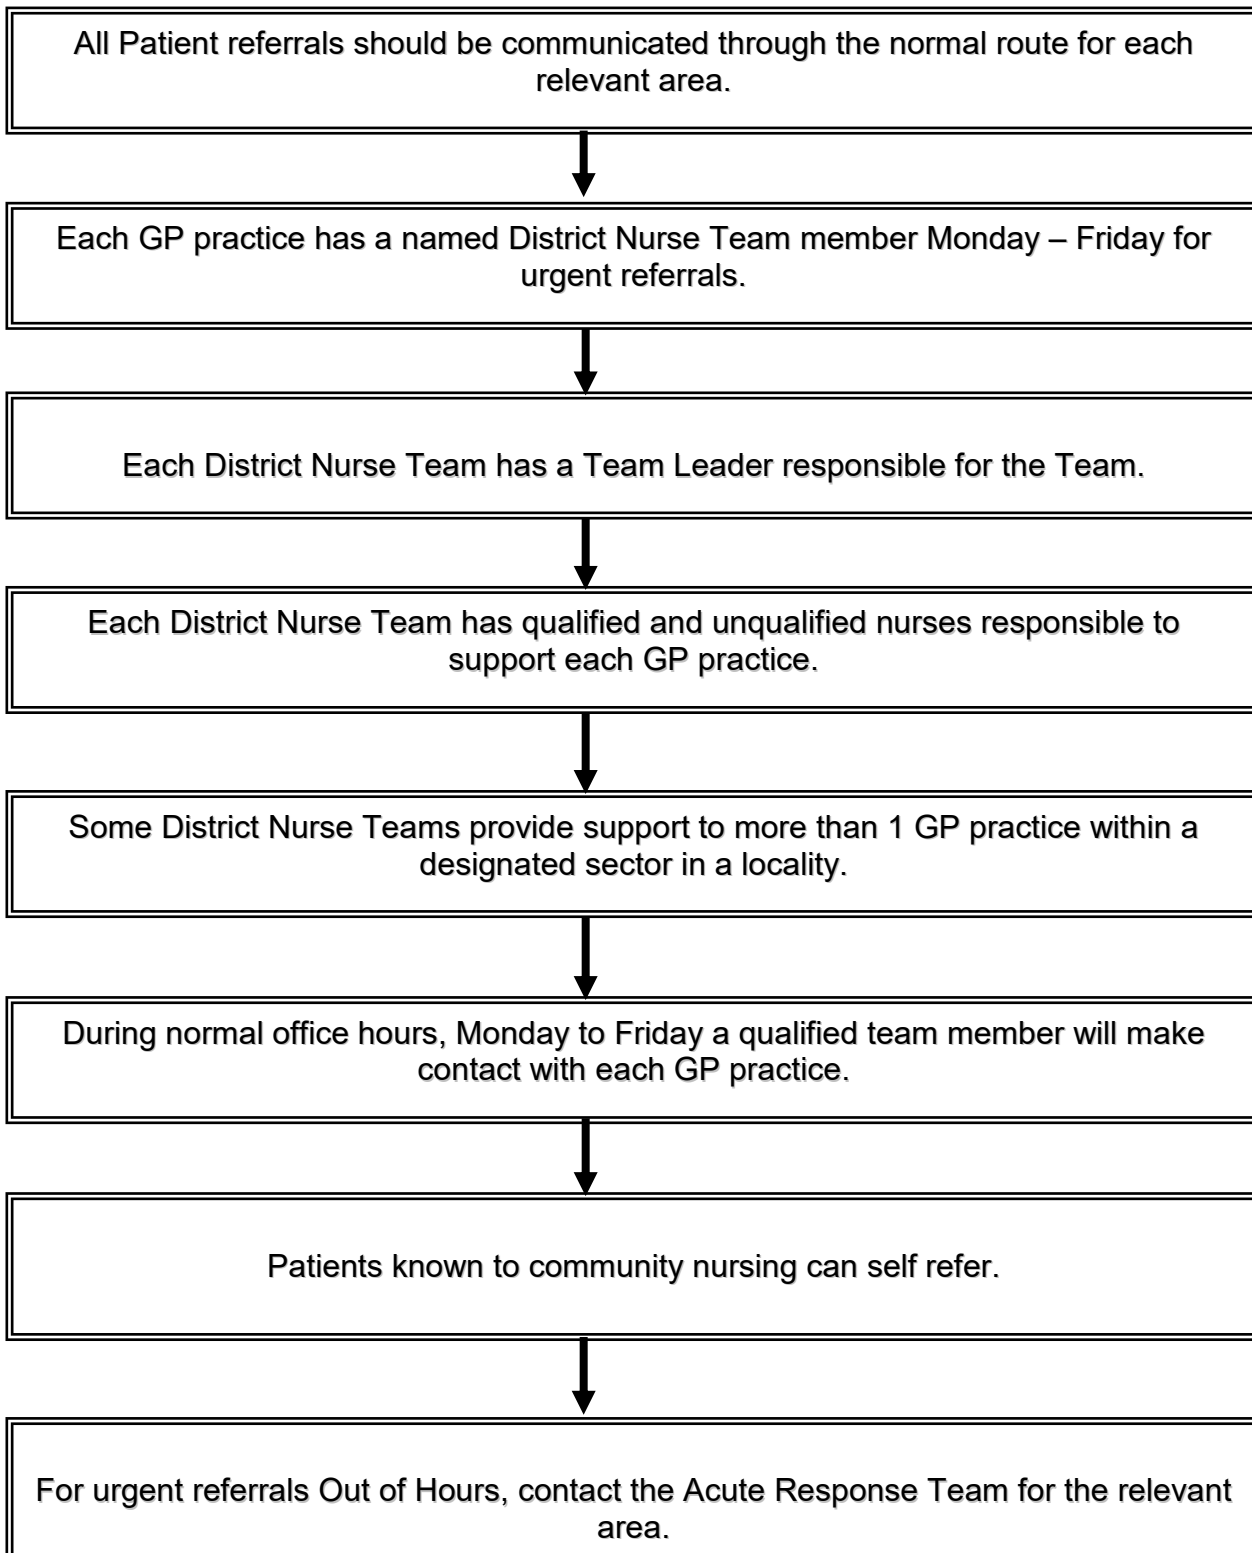 All Patient referrals should be communicated through the normal route for each
relevant area.
Each GP practice has a named District Nurse Team member Monday – Friday for
urgent referrals.
Each District Nurse Team has a Team Leader responsible for the Team.
Each District Nurse Team has qualified and unqualified nurses responsible to
support each GP practice.
Some District Nurse Teams provide support to more than 1 GP practice within a
designated sector in a locality.
During normal office hours, Monday to Friday a qualified team member will make
contact with each GP practice.
Patients known to community nursing can self refer.
For urgent referrals Out of Hours, contact the Acute Response Team for the relevant
area.